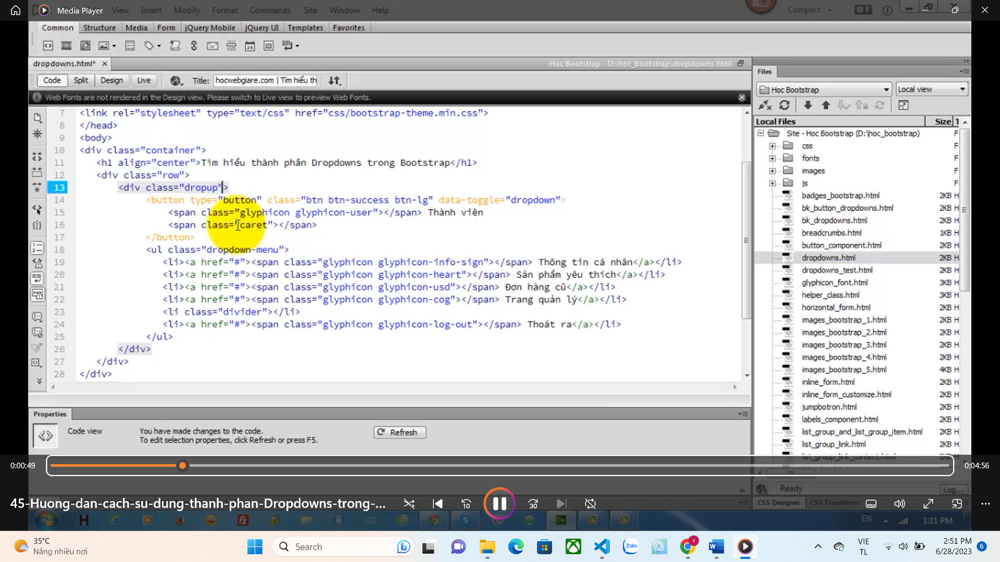 Media Player
View Insert Modify Format Commands Site Window Help
Compact
Common Structure Media Form jQuery Mobile jQuery UI Templates Favorites
dropdowns.html*
Hoc Bootstrap - D:\hoc_bootstrap\dropdowns.html
Code Split Design Live Title: hocwebgiare.com | Tìm hiểu th
Web Fonts are not rendered in the Design view. Please switch to Live view to preview Web Fonts.
7 <link rel="stylesheet" type="text/css" href="css/bootstrap-theme.min.css">
8 </head>
9 <body>
10 <div class="container">
11 <h1 align="center">Tìm hiểu thành phần Dropdowns trong Bootstrap</h1>
12 <div class="row">
13 <div class="dropup">
14 <button type="button" class="btn btn-success btn-lg" data-toggle="dropdown">
15 <span class="glyphicon glyphicon-user"></span> Thành viên
16 <span class="caret"></span>
17 </button>
18 <ul class="dropdown-menu">
19 <li><a href="#"><span class="glyphicon glyphicon-info-sign"></span> Thông tin cá nhân</a></li>
20 <li><a href="#"><span class="glyphicon glyphicon-heart"></span> Sản phẩm yêu thích</a></li>
21 <li><a href="#"><span class="glyphicon glyphicon-usd"></span> Đơn hàng cũ</a></li>
22 <li><a href="#"><span class="glyphicon glyphicon-cog"></span> Trang quản lý</a></li>
23 <li class="divider"></li>
24 <li><a href="#"><span class="glyphicon glyphicon-log-out"></span> Thoát ra</a></li>
25 </ul>
26 </div>
27 </div>
28 </div>
Properties
Code view
You have made changes to the code.
To edit selection properties, click Refresh or press F5.
Refresh
Files
Hoc Bootstrap Local view
Local Files Size T
Site - Hoc Bootstrap (D:\hoc_bootstrap) F
css F
fonts F
images F
js F
badges_bootstrap.html 2KB H
bk_button_dropdowns.html 2KB H
bk_dropdowns.html 2KB H
breadcrumbs.html 1KB H
button_component.html 2KB H
dropdowns.html 2KB H
dropdowns_test.html 2KB H
glyphicon_font.html 3KB H
helper_class.html 3KB H
horizontal_form.html 2KB H
images_bootstrap_1.html 2KB H
images_bootstrap_2.html 2KB H
images_bootstrap_3.html 2KB H
images_bootstrap_4.html 2KB H
images_bootstrap_5.html 4KB H
inline_form.html 2KB H
inline_form_customize.html 2KB H
jumpbotron.html 2KB H
labels_component.html 2KB H
list_group_and_list_group_item.html 2KB H
list_group_link.html 2KB H
list_group_link_content.html 2KB H
Ready Log...
CSS Designer CSS Transitions
0:00:49
0:04:56
45-Huong-dan-cach-su-dung-thanh-phan-Dropdowns-trong-...
10
30
EN 1:11 PM
35°C
Nắng nhiều nơi
Search
Zalo
VIE
TL
2:51 PM
6/28/2023
6